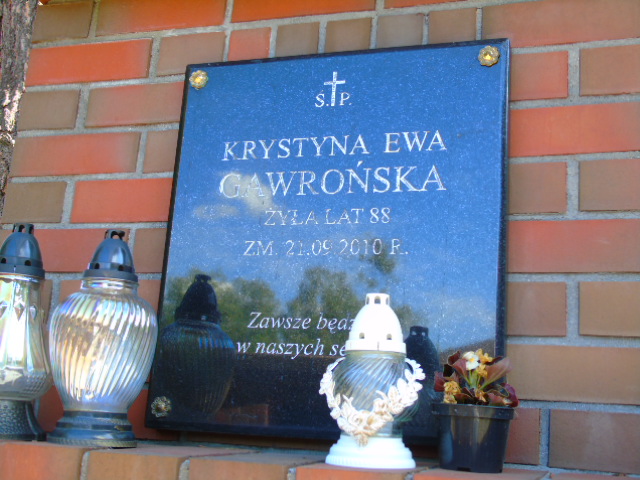 Ś.P.
KRYSTYNA EWA
GAWROŃSKA
ŻYŁA LAT 88
ZM. 21.09.2010 R.
Zawsze
w naszych